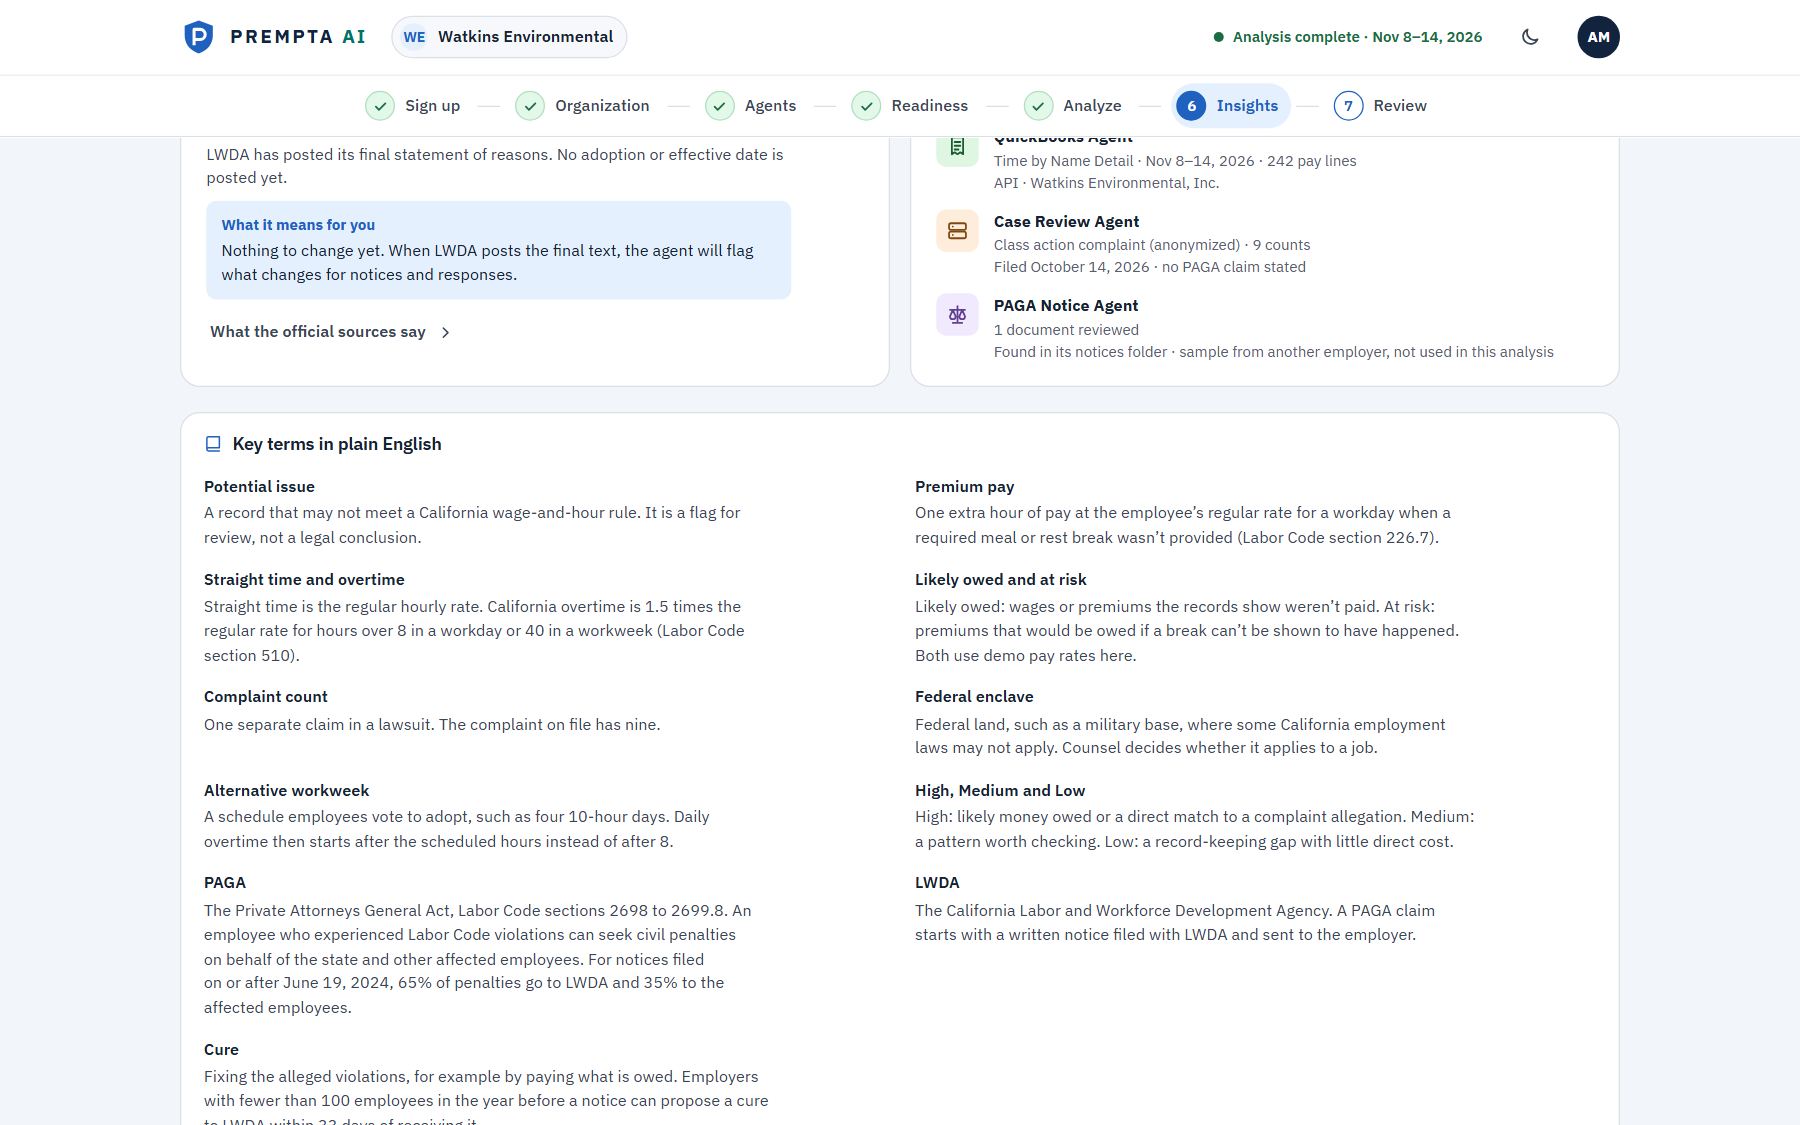 PREMPTA AI
WE Watkins Environmental
Analysis complete · Nov 8–14, 2026
AM
Sign up
Organization
Agents
Readiness
Analyze
6 Insights
7 Review
LWDA has posted its final statement of reasons. No adoption or effective date is
posted yet.
What it means for you
Nothing to change yet. When LWDA posts the final text, the agent will flag
what changes for notices and responses.
What the official sources say
QuickBooks Agent
Time by Name Detail · Nov 8–14, 2026 · 242 pay lines
API · Watkins Environmental, Inc.
Case Review Agent
Class action complaint (anonymized) · 9 counts
Filed October 14, 2026 · no PAGA claim stated
PAGA Notice Agent
1 document reviewed
Found in its notices folder · sample from another employer, not used in this analysis
Key terms in plain English
Potential issue
A record that may not meet a California wage-and-hour rule. It is a flag for
review, not a legal conclusion.
Premium pay
One extra hour of pay at the employee’s regular rate for a workday when a
required meal or rest break wasn’t provided (Labor Code section 226.7).
Straight time and overtime
Straight time is the regular hourly rate. California overtime is 1.5 times the
regular rate for hours over 8 in a workday or 40 in a workweek (Labor Code
section 510).
Likely owed and at risk
Likely owed: wages or premiums the records show weren’t paid. At risk:
premiums that would be owed if a break can’t be shown to have happened.
Both use demo pay rates here.
Complaint count
One separate claim in a lawsuit. The complaint on file has nine.
Federal enclave
Federal land, such as a military base, where some California employment
laws may not apply. Counsel decides whether it applies to a job.
Alternative workweek
A schedule employees vote to adopt, such as four 10-hour days. Daily
overtime then starts after the scheduled hours instead of after 8.
High, Medium and Low
High: likely money owed or a direct match to a complaint allegation. Medium:
a pattern worth checking. Low: a record-keeping gap with little direct cost.
PAGA
The Private Attorneys General Act, Labor Code sections 2698 to 2699.8. An
employee who experienced Labor Code violations can seek civil penalties
on behalf of the state and other affected employees. For notices filed
on or after June 19, 2024, 65% of penalties go to LWDA and 35% to the
affected employees.
LWDA
The California Labor and Workforce Development Agency. A PAGA claim
starts with a written notice filed with LWDA and sent to the employer.
Cure
Fixing the alleged violations, for example by paying what is owed. Employers
with fewer than 100 employees in the year before a notice can propose a cure
to LWDA within 33 days of receiving it.